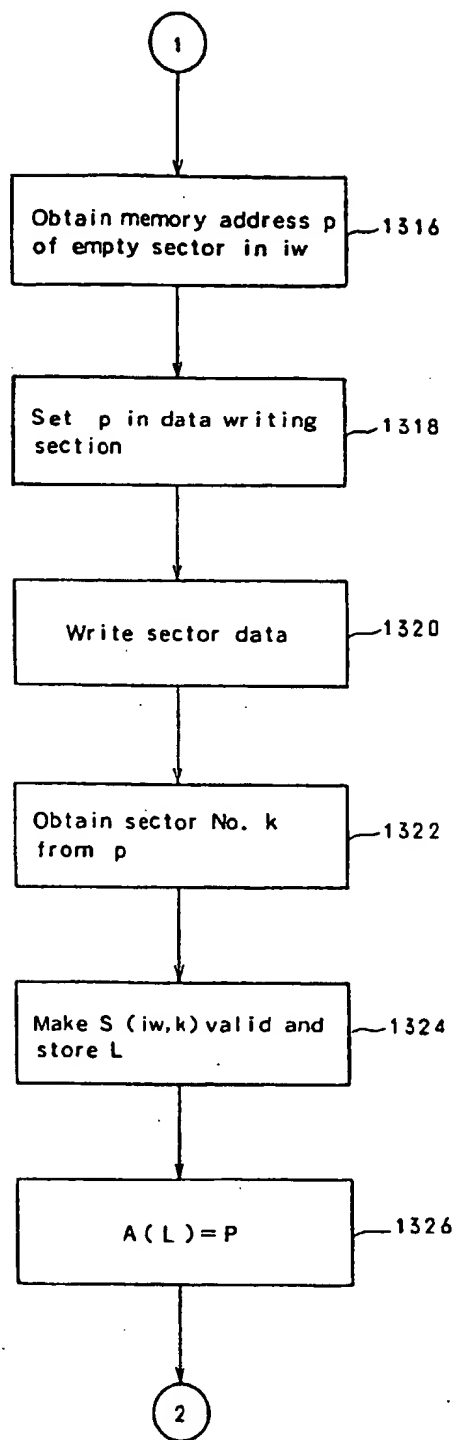 1
Obtain memory address p
of empty sector in iw
1316
Set p in data writing
section
1318
Write sector data
1320
Obtain sector No. k
from p
1322
Make S (iw,k) valid and
store L
1324
A(L)=P
1326
2